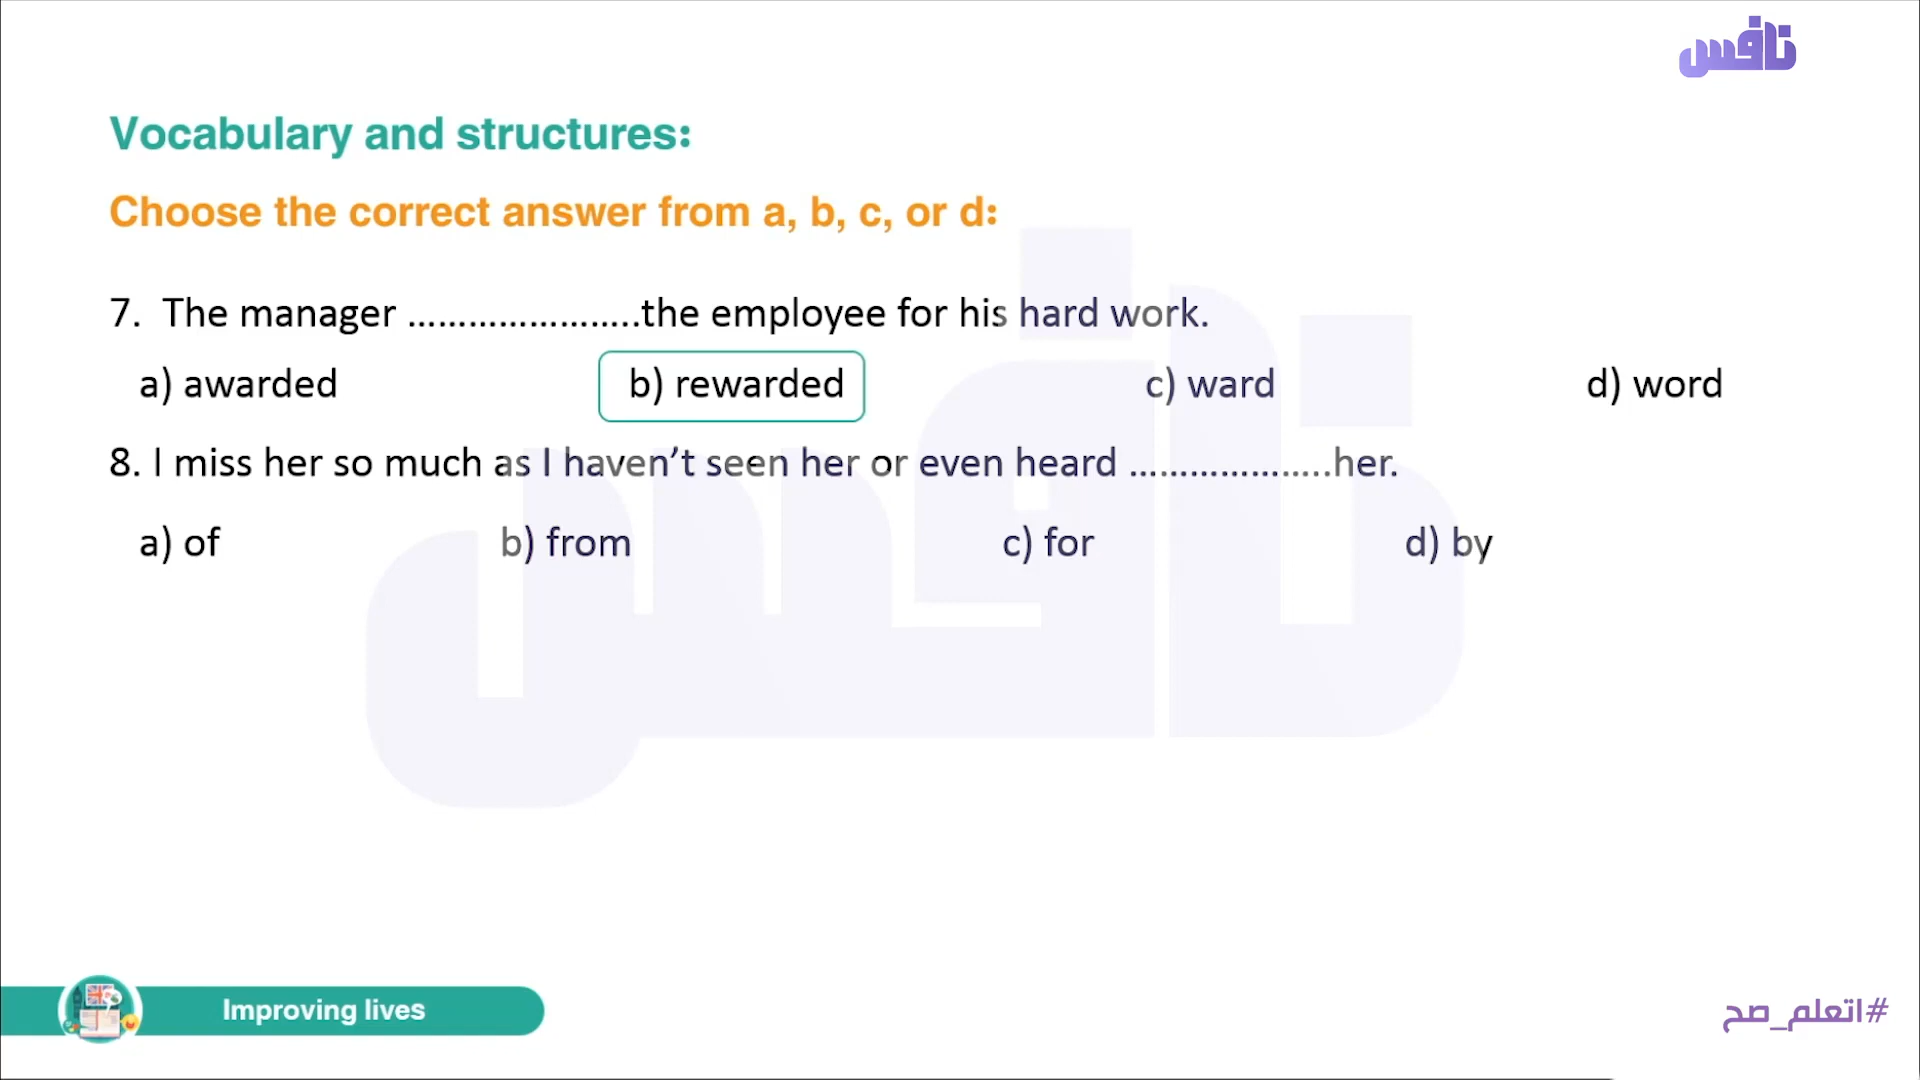 نافس
Vocabulary and structures:
Choose the correct answer from a, b, c, or d:
7. The manager …………………..the employee for his hard work.
a) awarded b) rewarded c) ward d) word
8. I miss her so much as I haven’t seen her or even heard ………………..her.
a) of b) from c) for d) by
Improving lives
#اتعلم_صح